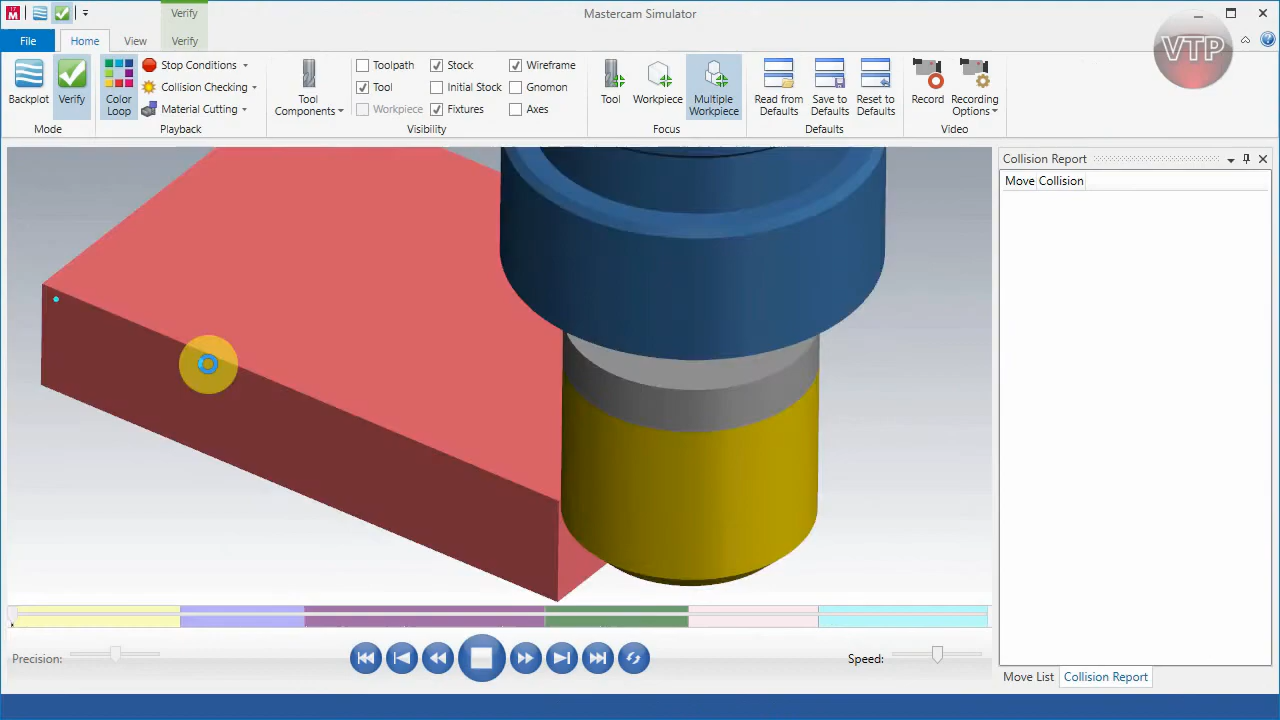 Verify
Mastercam Simulator
VTP
File
Home
View
Verify
Backplot
Verify
Mode
Color
Loop
Stop Conditions
Collision Checking
Material Cutting
Playback
Tool
Components
Toolpath
Tool
Workpiece
Stock
Initial Stock
Fixtures
Wireframe
Gnomon
Axes
Visibility
Tool
Workpiece
Multiple
Workpiece
Focus
Read from
Defaults
Save to
Defaults
Reset to
Defaults
Defaults
Record
Recording
Options
Video
Collision Report
Move Collision
Precision:
Speed:
Move List
Collision Report